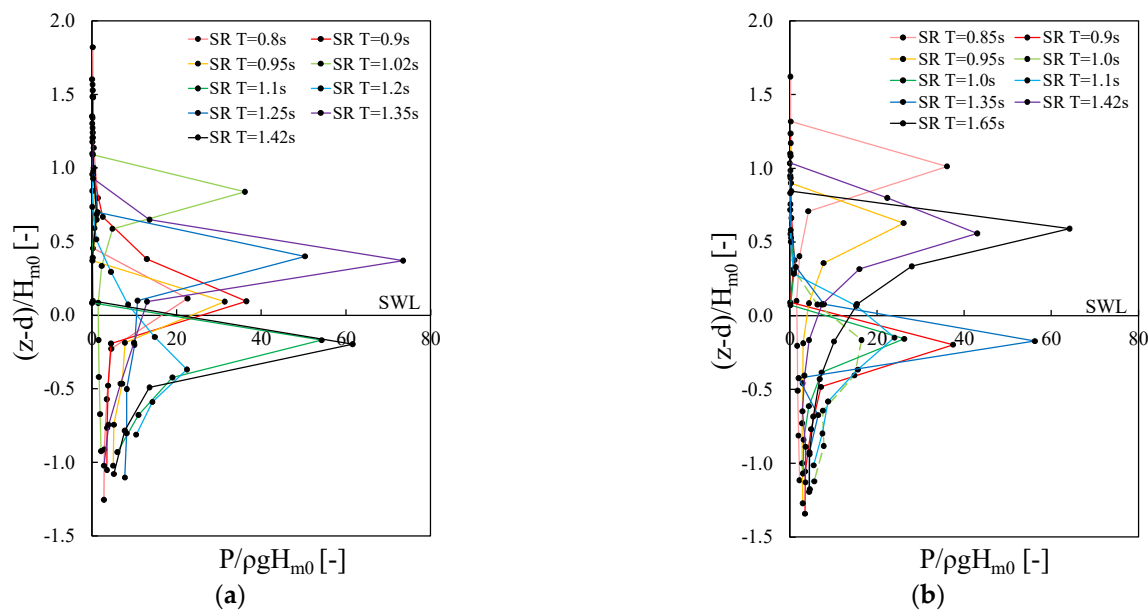 2.0
1.5
1.0
0.5
0.0
-0.5
-1.0
-1.5
(z-d)/Hm0 [-]
SR T=0.8s SR T=0.9s
SR T=0.95s SR T=1.02s
SR T=1.1s SR T=1.2s
SR T=1.25s SR T=1.35s
SR T=1.42s
SWL
0 20 40 60 80
P/ρgHm0 [-]
(a)
2.0
1.5
1.0
0.5
0.0
-0.5
-1.0
-1.5
(z-d)/Hm0 [-]
SR T=0.85s SR T=0.9s
SR T=0.95s SR T=1.0s
SR T=1.0s SR T=1.1s
SR T=1.35s SR T=1.42s
SR T=1.65s
SWL
0 20 40 60 80
P/ρgHm0 [-]
(b)